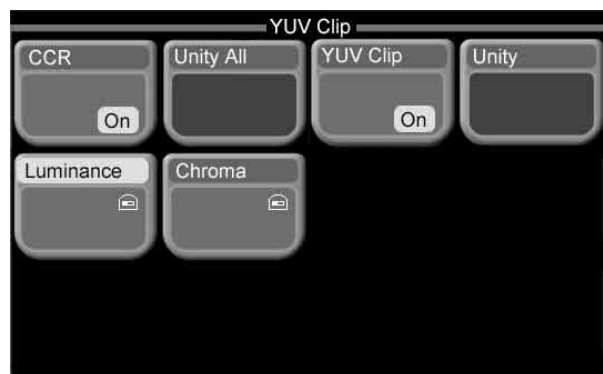 YUV Clip
CCR
Unity All
YUV Clip
Unity
On
On
Luminance
Chroma